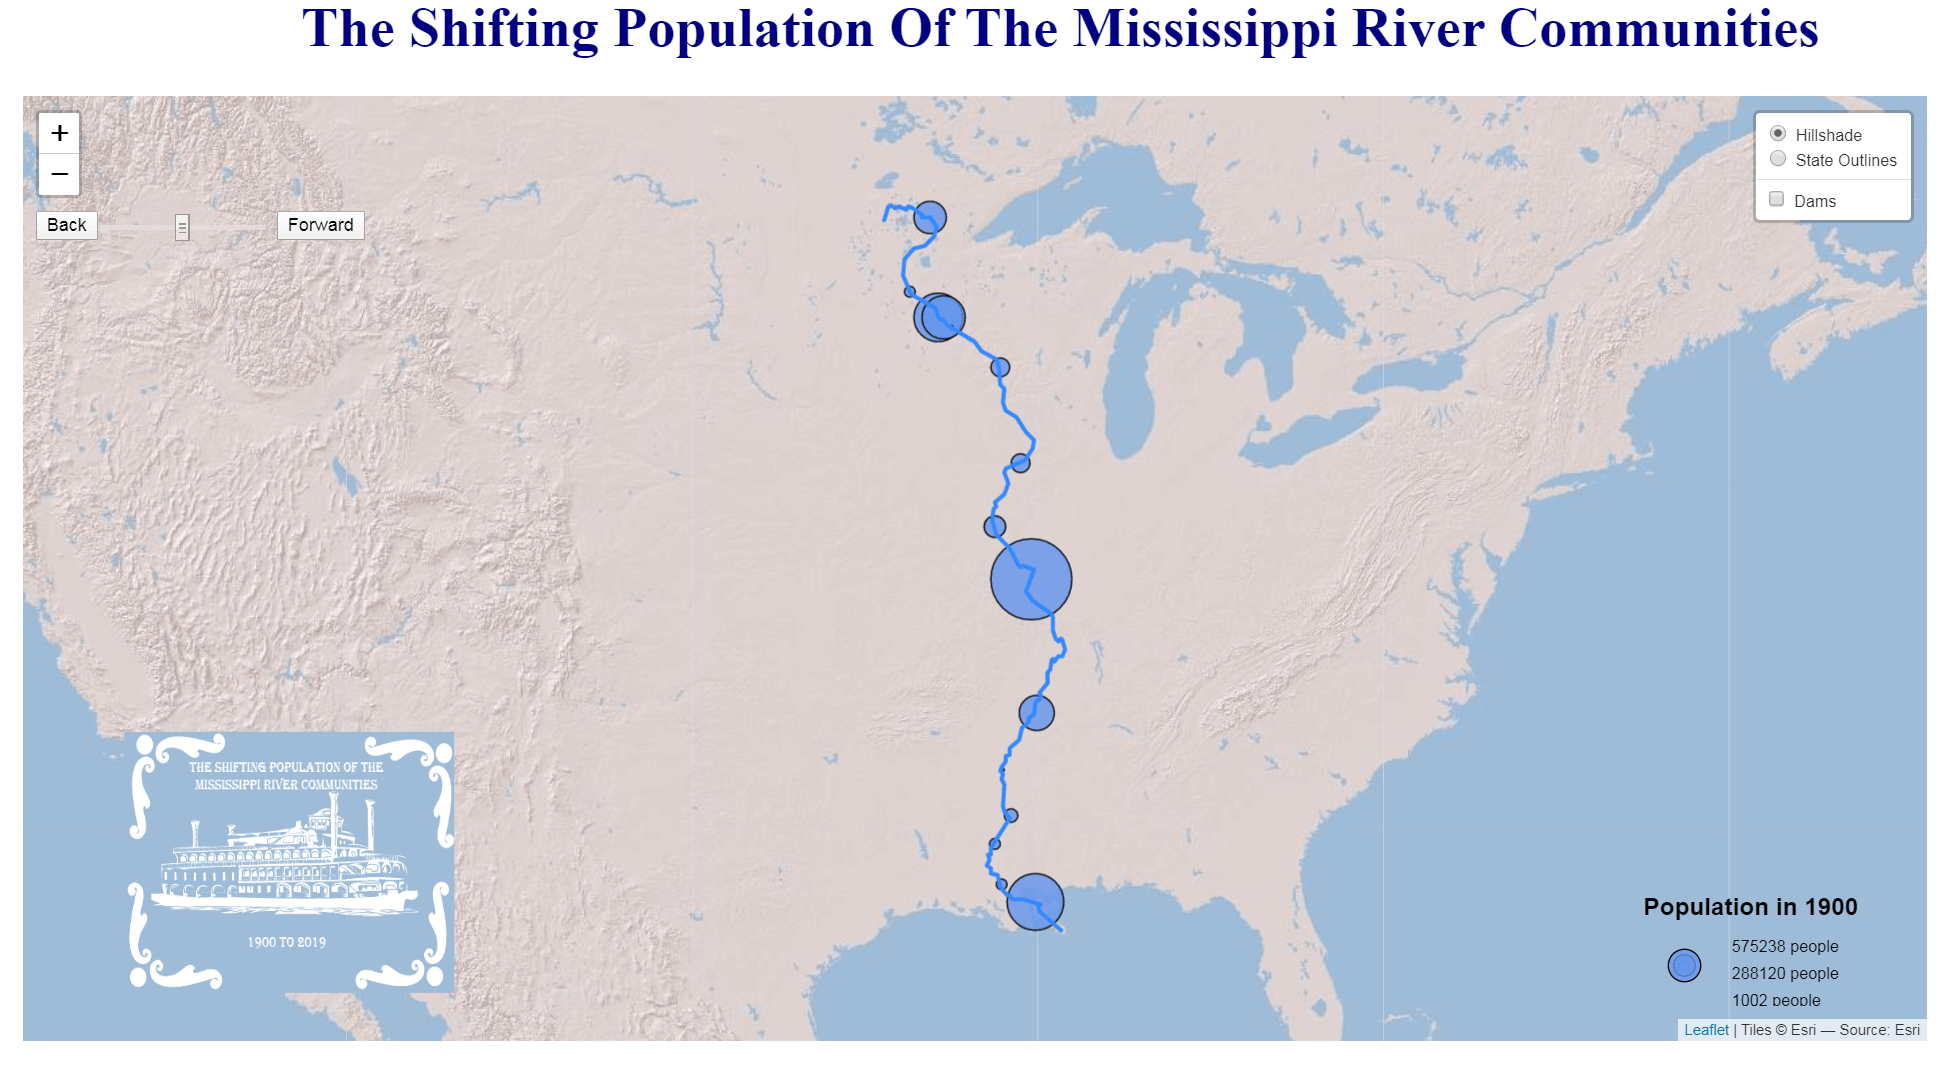 The Shifting Population Of The Mississippi River Communities
+
−
Back
Forward
Hillshade
State Outlines
Dams
THE SHIFTING POPULATION OF THE
MISSISSIPPI RIVER COMMUNITIES
1900 TO 2019
Population in 1900
575238 people
288120 people
1002 people
Leaflet | Tiles © Esri — Source: Esri